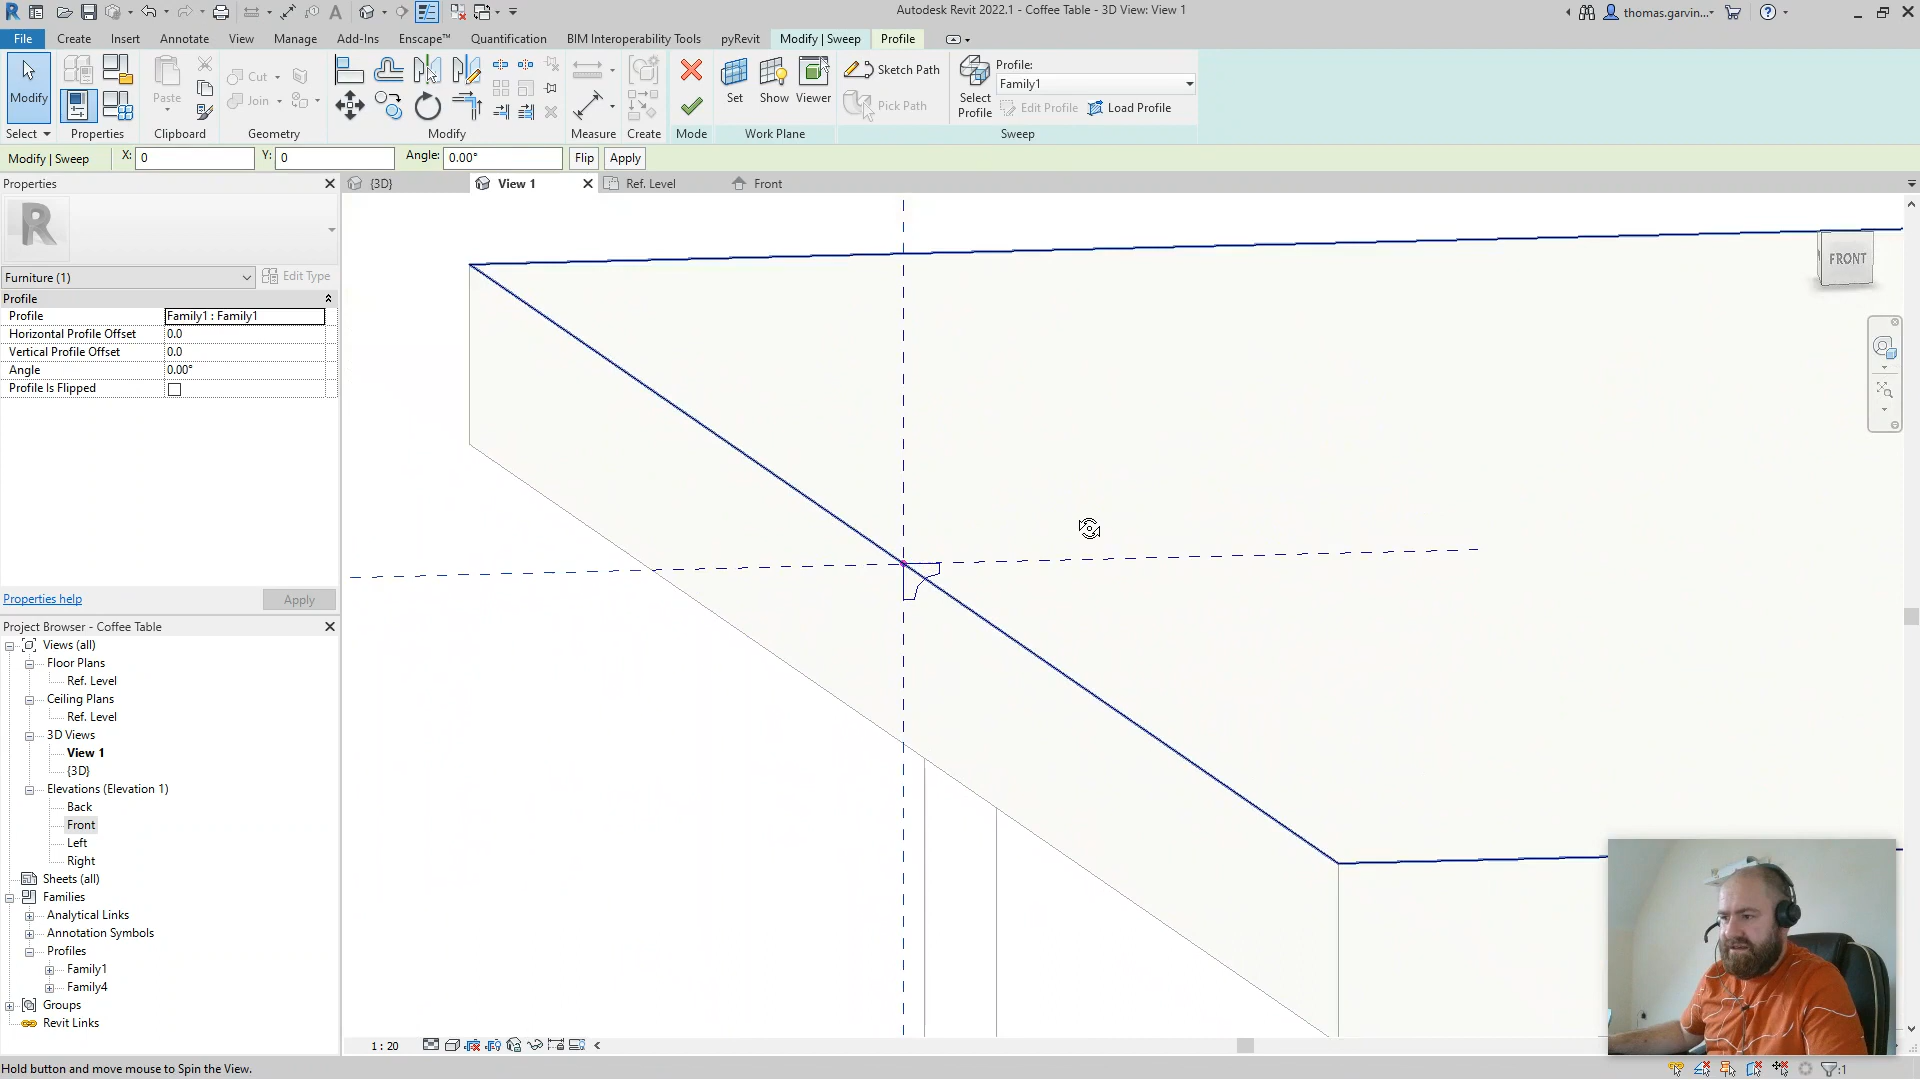 Autodesk Revit 2022.1 - Coffee Table - 3D View: View 1
thomas.garvin...
File Create Insert Annotate View Manage Add-Ins Enscape™ Quantification BIM Interoperability Tools pyRevit Modify | Sweep Profile
Modify
Paste
Cut
Join
Set
Show
Viewer
Sketch Path
Pick Path
Select Profile
Profile:
Family1
Edit Profile
Load Profile
Select Properties Clipboard Geometry Modify Measure Create Mode Work Plane Sweep
Modify | Sweep X: 0 Y: 0 Angle: 0.00° Flip Apply
Properties
{3D} View 1 Ref. Level Front
R
Furniture (1) Edit Type
Profile
Profile Family1 : Family1
Horizontal Profile Offset 0.0
Vertical Profile Offset 0.0
Angle 0.00°
Profile Is Flipped
FRONT
Properties help Apply
Project Browser - Coffee Table
Views (all)
Floor Plans
Ref. Level
Ceiling Plans
Ref. Level
3D Views
View 1
{3D}
Elevations (Elevation 1)
Back
Front
Left
Right
Sheets (all)
Families
Analytical Links
Annotation Symbols
Profiles
Family1
Family4
Groups
Revit Links
1 : 20
Hold button and move mouse to Spin the View.
:1